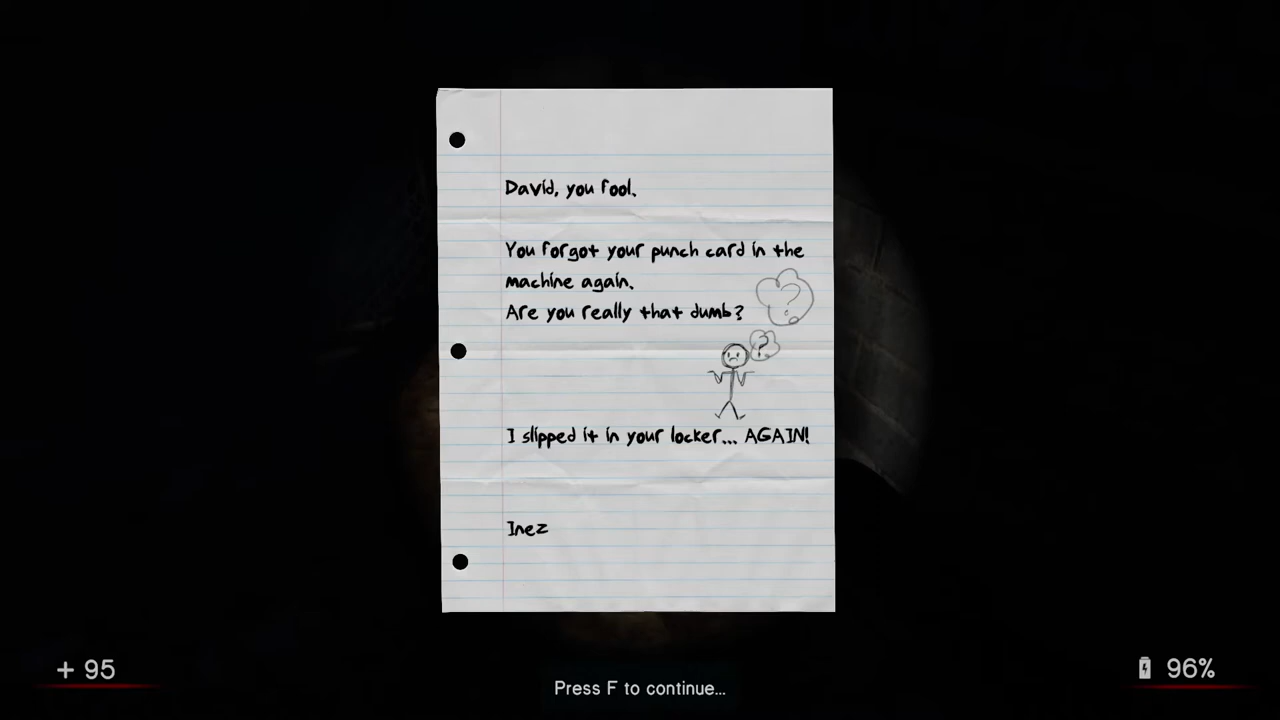 David, you fool.
You forgot your punch card in the
machine again.
Are you really that dumb?
?
?
I slipped it in your locker... AGAIN!
Inez
+ 95
Press F to continue...
96%